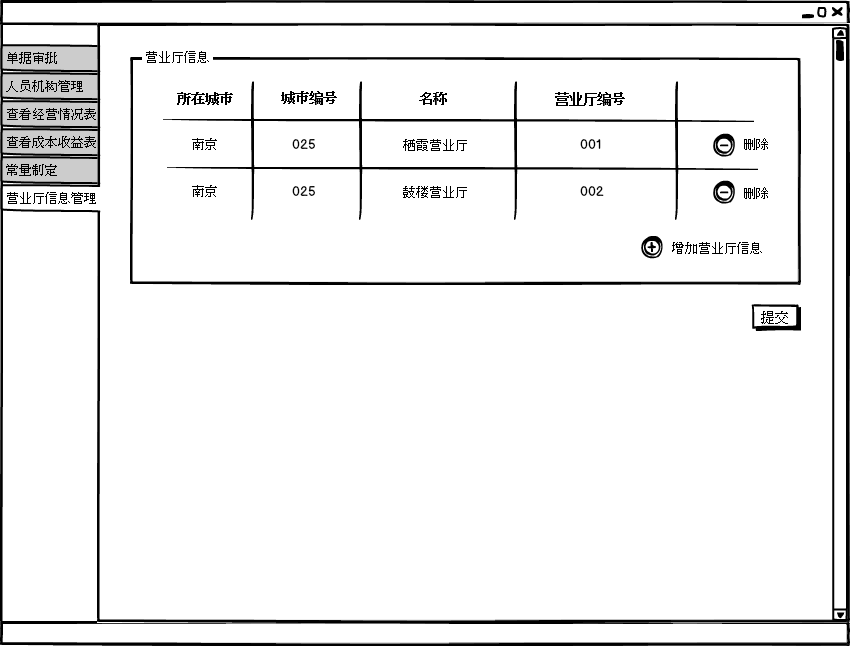 单据审批
人员机构管理
查看经营情况表
查看成本收益表
常量制定
营业厅信息管理
营业厅信息
所在城市 城市编号 名称 营业厅编号
南京 025 栖霞营业厅 001 删除
南京 025 鼓楼营业厅 002 删除
增加营业厅信息
提交